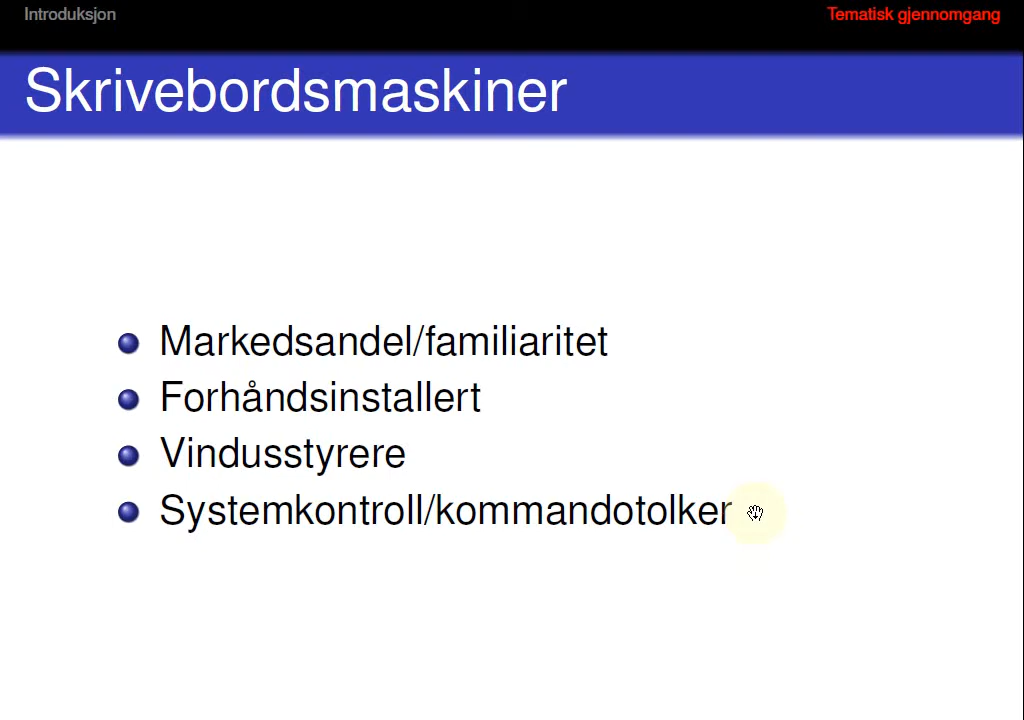 Introduksjon
Tematisk gjennomgang
Skrivebordsmaskiner
Markedsandel/familiaritet
Forhåndsinstallert
Vindusstyrere
Systemkontroll/kommandotolker